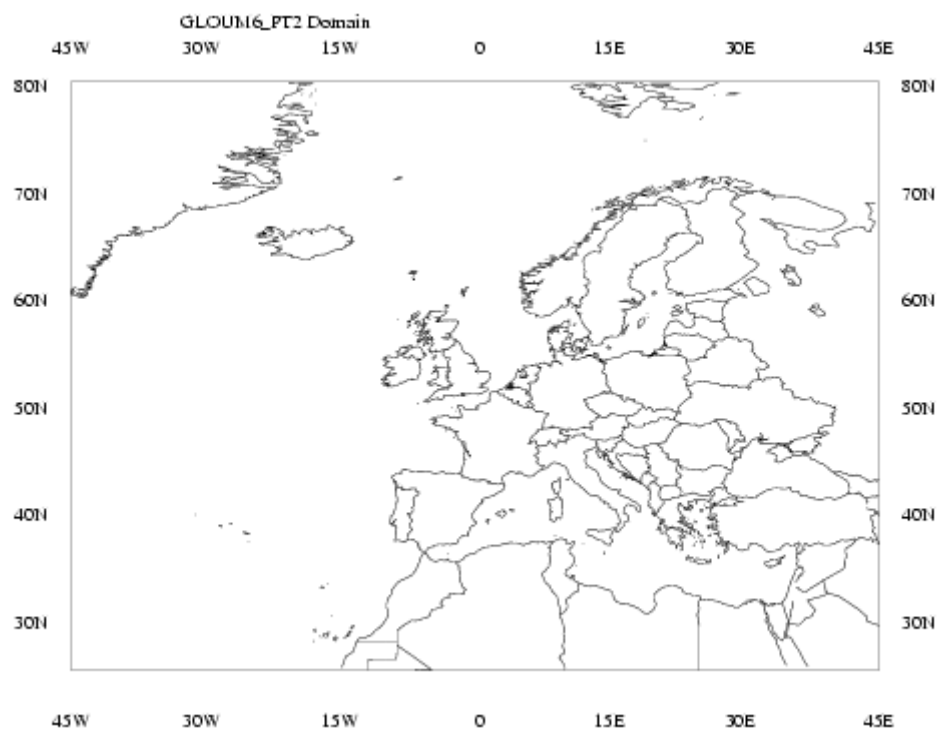 GLOUM6_PT2 Domain
45W 30W 15W 0 15E 30E 45E
80N 80N
70N 70N
60N 60N
50N 50N
40N 40N
30N 30N
45W 30W 15W 0 15E 30E 45E